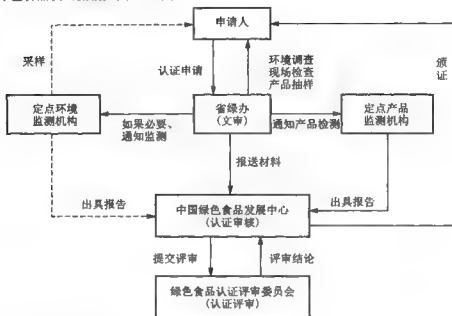 申请人
采样
认证申请
环境调查
现场检查
产品抽样
颁
证
定点环境
监测机构
如果必要、
通知监测
省绿办
(文审)
通知产品检测
定点产品
监测机构
报送材料
出具报告
出具报告
中国绿色食品发展中心
(认证审核)
提交评审
评审结论
绿色食品认证评审委员会
(认证评审)